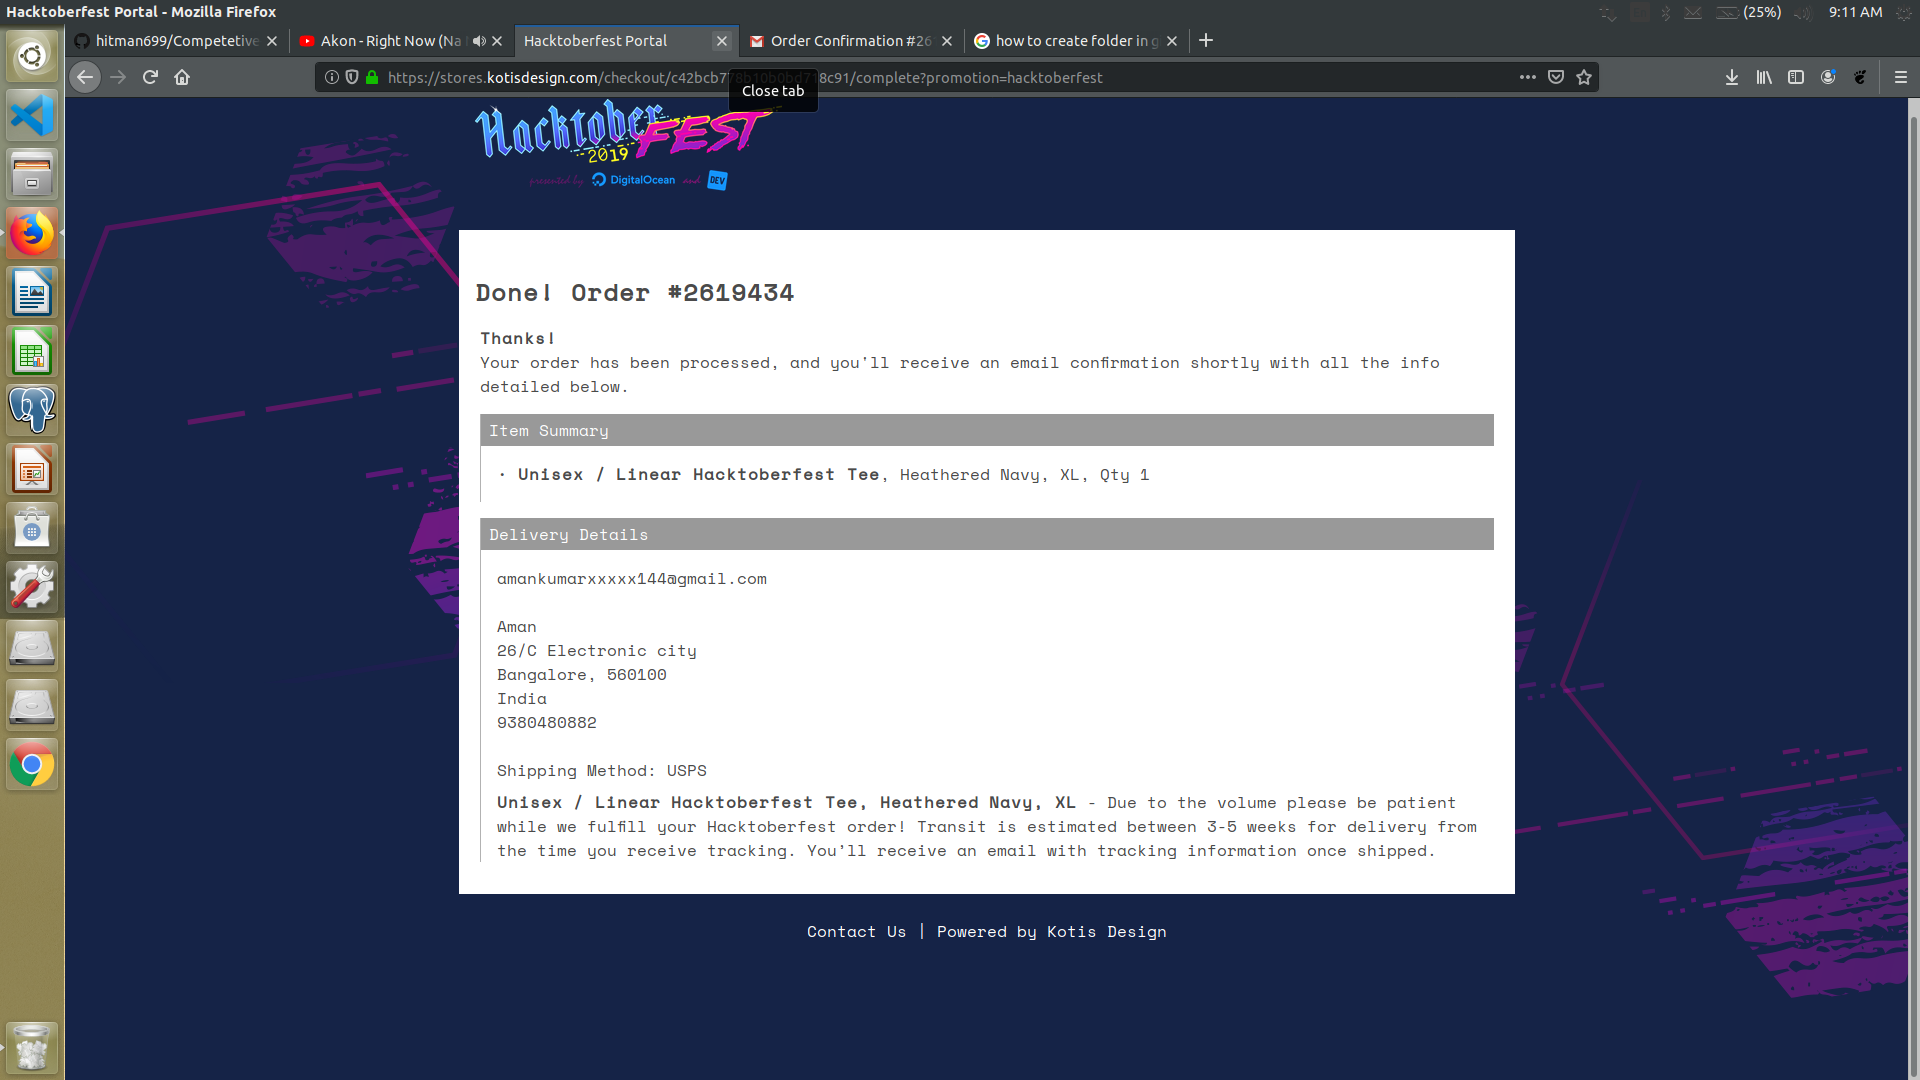 Hacktoberfest Portal - Mozilla Firefox
(25%)
9:11 AM
hitman699/Competetive
Akon - Right Now (Na
Hacktoberfest Portal
Order Confirmation #26
how to create folder in g
https://stores.kotisdesign.com/checkout/c42bcb778b10b0bd718c91/complete?promotion=hacktoberfest
Close tab
Hacktober FEST
2019
presented by DigitalOcean and DEV
Done! Order #2619434
Thanks!
Your order has been processed, and you'll receive an email confirmation shortly with all the info
detailed below.
Item Summary
· Unisex / Linear Hacktoberfest Tee, Heathered Navy, XL, Qty 1
Delivery Details
amankumarxxxxx144@gmail.com
Aman
26/C Electronic city
Bangalore, 560100
India
9380480882
Shipping Method: USPS
Unisex / Linear Hacktoberfest Tee, Heathered Navy, XL - Due to the volume please be patient
while we fulfill your Hacktoberfest order! Transit is estimated between 3-5 weeks for delivery from
the time you receive tracking. You’ll receive an email with tracking information once shipped.
Contact Us | Powered by Kotis Design